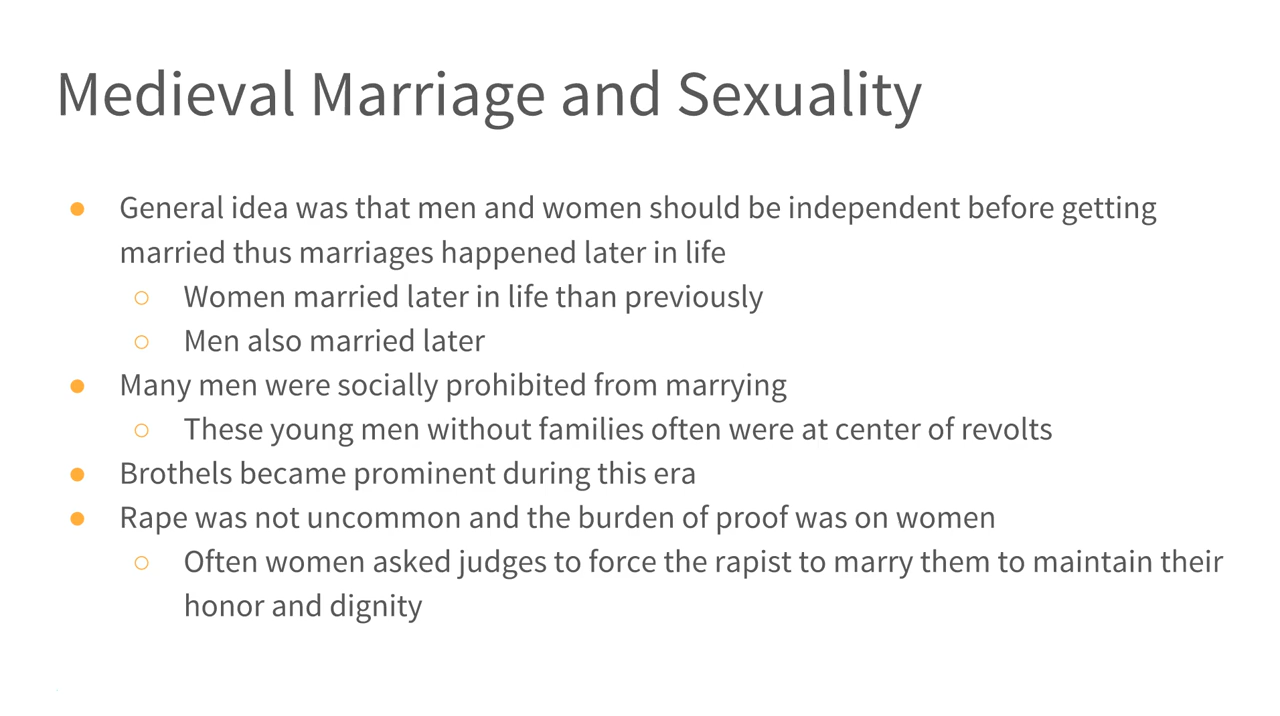 Medieval Marriage and Sexuality
● General idea was that men and women should be independent before getting
married thus marriages happened later in life
○ Women married later in life than previously
○ Men also married later
● Many men were socially prohibited from marrying
○ These young men without families often were at center of revolts
● Brothels became prominent during this era
● Rape was not uncommon and the burden of proof was on women
○ Often women asked judges to force the rapist to marry them to maintain their
honor and dignity